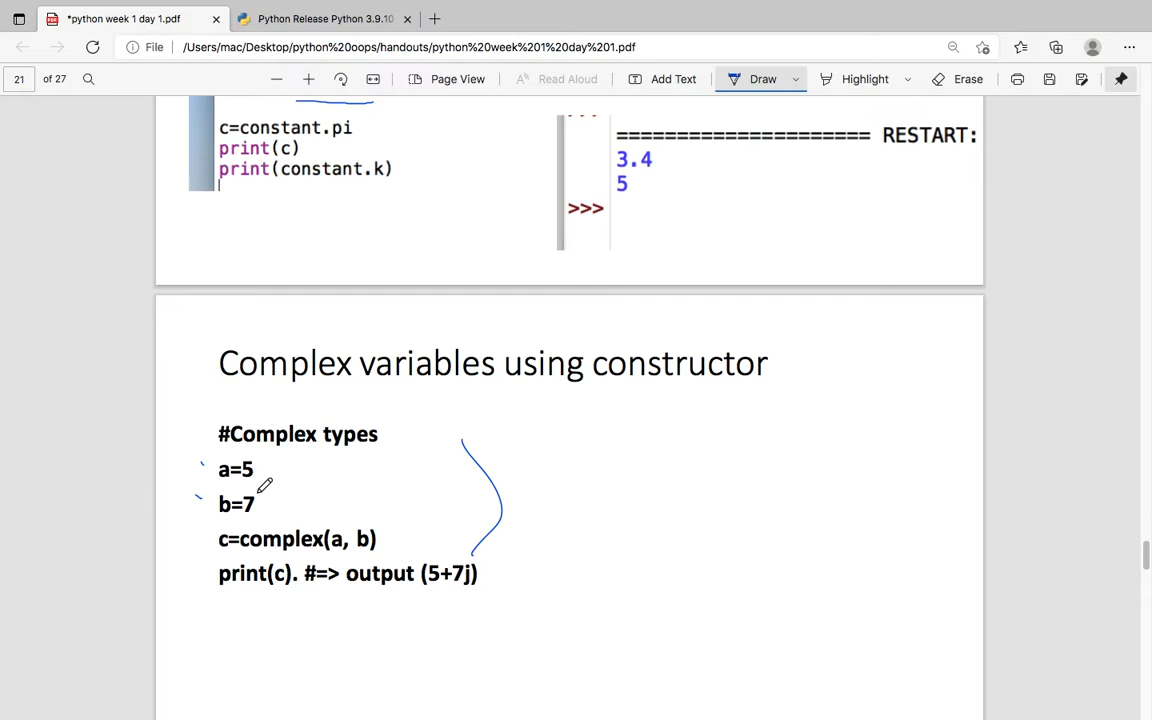 *python week 1 day 1.pdf
Python Release Python 3.9.10
File
/Users/mac/Desktop/python%20oops/handouts/python%20week%201%20day%201.pdf
21 of 27
Page View
Read Aloud
Add Text
Draw
Highlight
Erase
c=constant.pi
print(c)
print(constant.k)
===================== RESTART:
3.4
5
>>>
Complex variables using constructor
#Complex types
a=5
b=7
c=complex(a, b)
print(c). #=> output (5+7j)